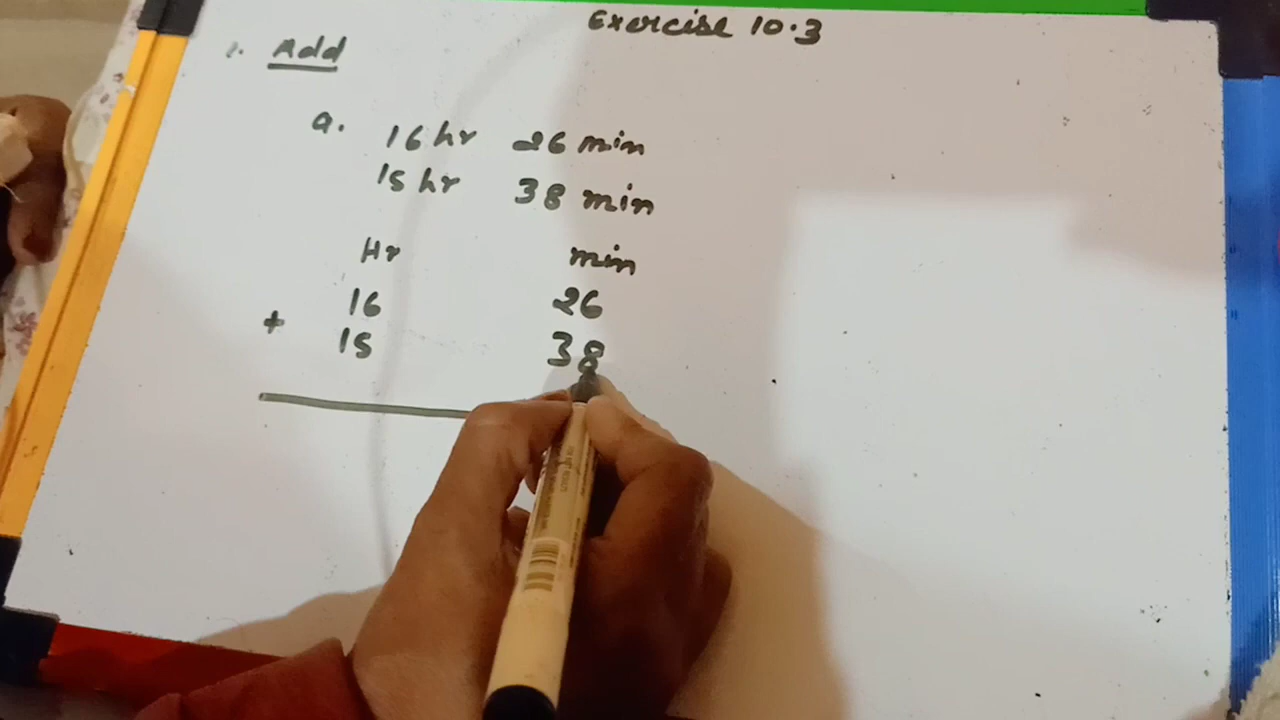 Exercise 10.3
1. Add
a. 16 hr 26 min
15 hr 38 min
Hr min
16 26
+ 15 38